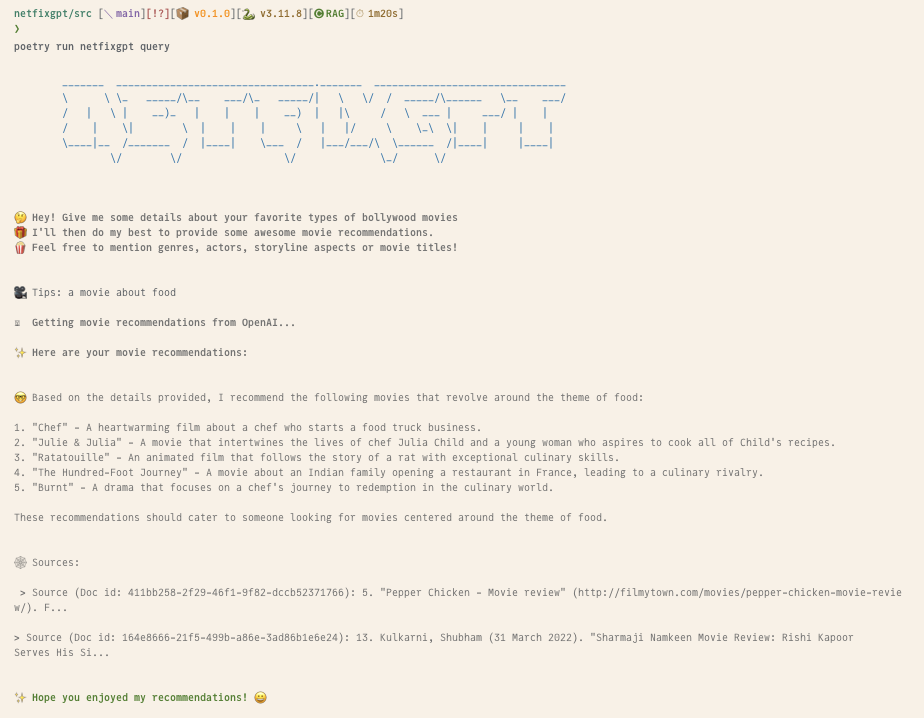 netfixgpt/src [ main][!?][📦 v0.1.0][🐍 v3.11.8][🅒 RAG][⏱ 1m20s]
❯
poetry run netfixgpt query
NETFIXGPT
🤔 Hey! Give me some details about your favorite types of bollywood movies
🎁 I'll then do my best to provide some awesome movie recommendations.
🍿 Feel free to mention genres, actors, storyline aspects or movie titles!
🎥 Tips: a movie about food
Getting movie recommendations from OpenAI...
✨ Here are your movie recommendations:
🤓 Based on the details provided, I recommend the following movies that revolve around the theme of food:
1. "Chef" - A heartwarming film about a chef who starts a food truck business.
2. "Julie & Julia" - A movie that intertwines the lives of chef Julia Child and a young woman who aspires to cook all of Child's recipes.
3. "Ratatouille" - An animated film that follows the story of a rat with exceptional culinary skills.
4. "The Hundred-Foot Journey" - A movie about an Indian family opening a restaurant in France, leading to a culinary rivalry.
5. "Burnt" - A drama that focuses on a chef's journey to redemption in the culinary world.
These recommendations should cater to someone looking for movies centered around the theme of food.
🕸 Sources:
> Source (Doc id: 411bb258-2f29-46f1-9f82-dccb52371766): 5. "Pepper Chicken - Movie review" (http://filmytown.com/movies/pepper-chicken-movie-revie
w/). F...
> Source (Doc id: 164e8666-21f5-499b-a86e-3ad86b1e6e24): 13. Kulkarni, Shubham (31 March 2022). "Sharmaji Namkeen Movie Review: Rishi Kapoor
Serves His Si...
✨ Hope you enjoyed my recommendations! 😄